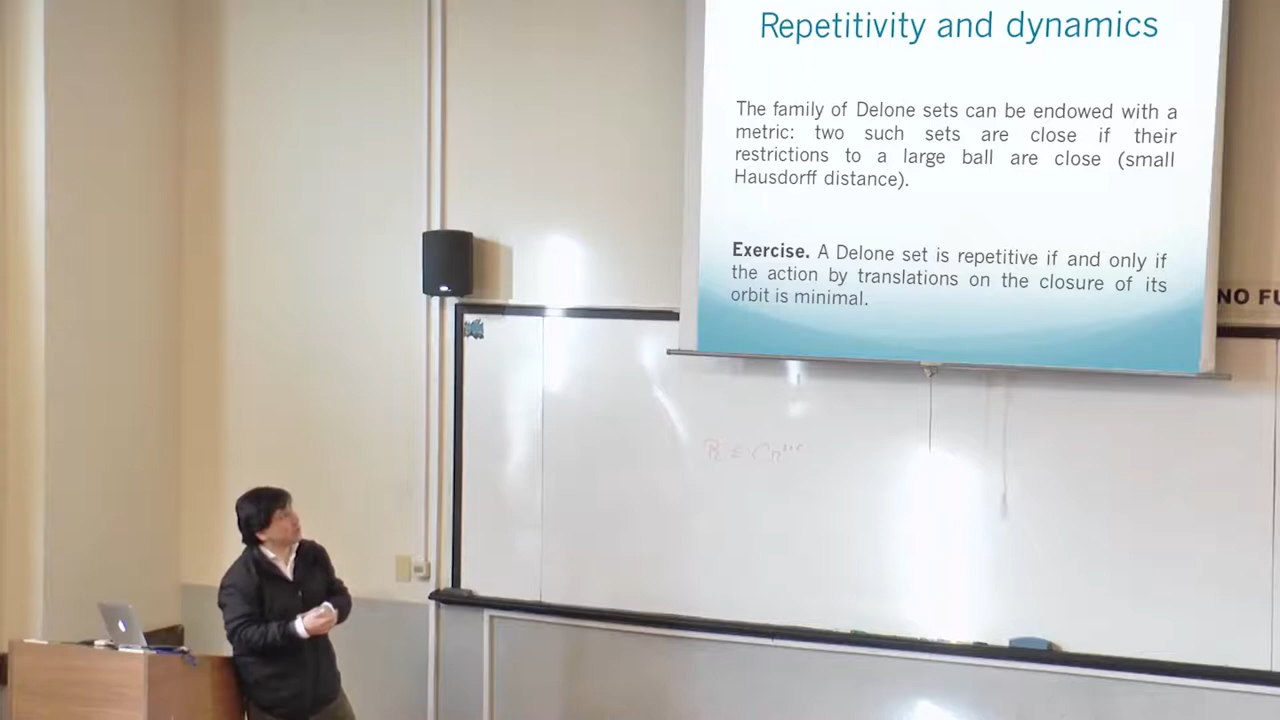 Repetitivity and dynamics
The family of Delone sets can be endowed with a
metric: two such sets are close if their
restrictions to a large ball are close (small
Hausdorff distance).
Exercise. A Delone set is repetitive if and only if
the action by translations on the closure of its
orbit is minimal.
NO FU